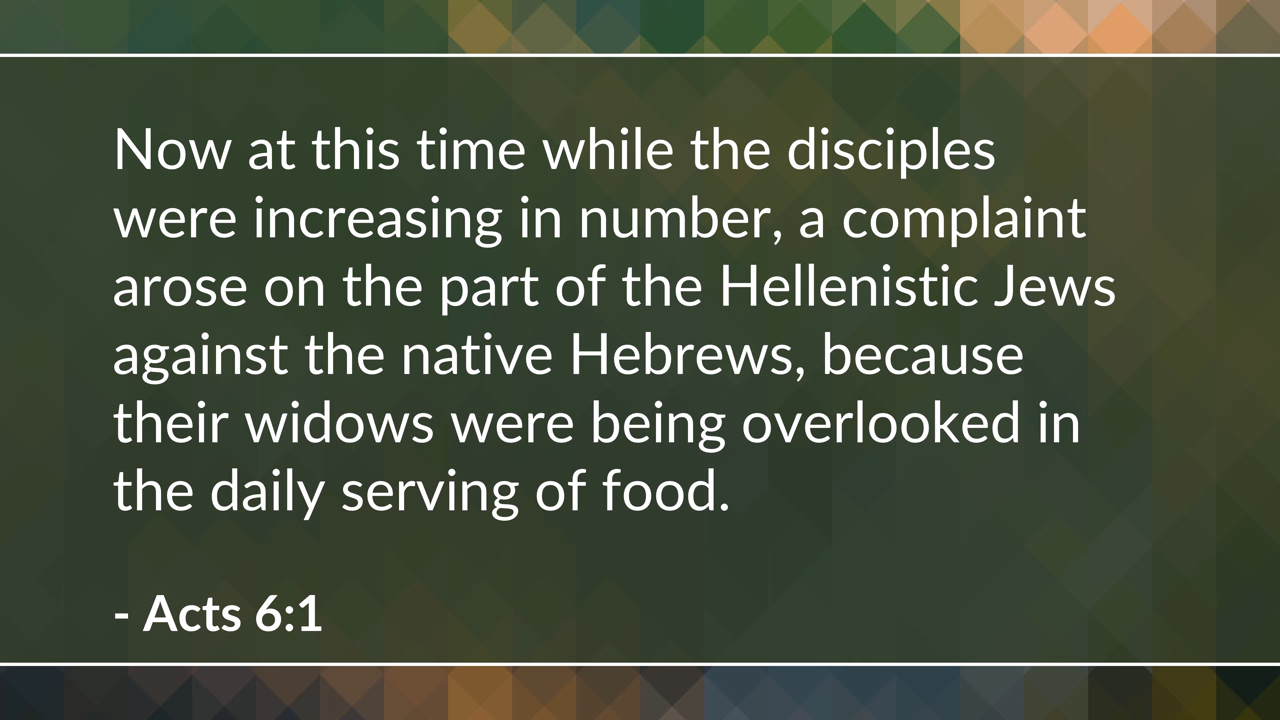 Now at this time while the disciples
were increasing in number, a complaint
arose on the part of the Hellenistic Jews
against the native Hebrews, because
their widows were being overlooked in
the daily serving of food.
- Acts 6:1